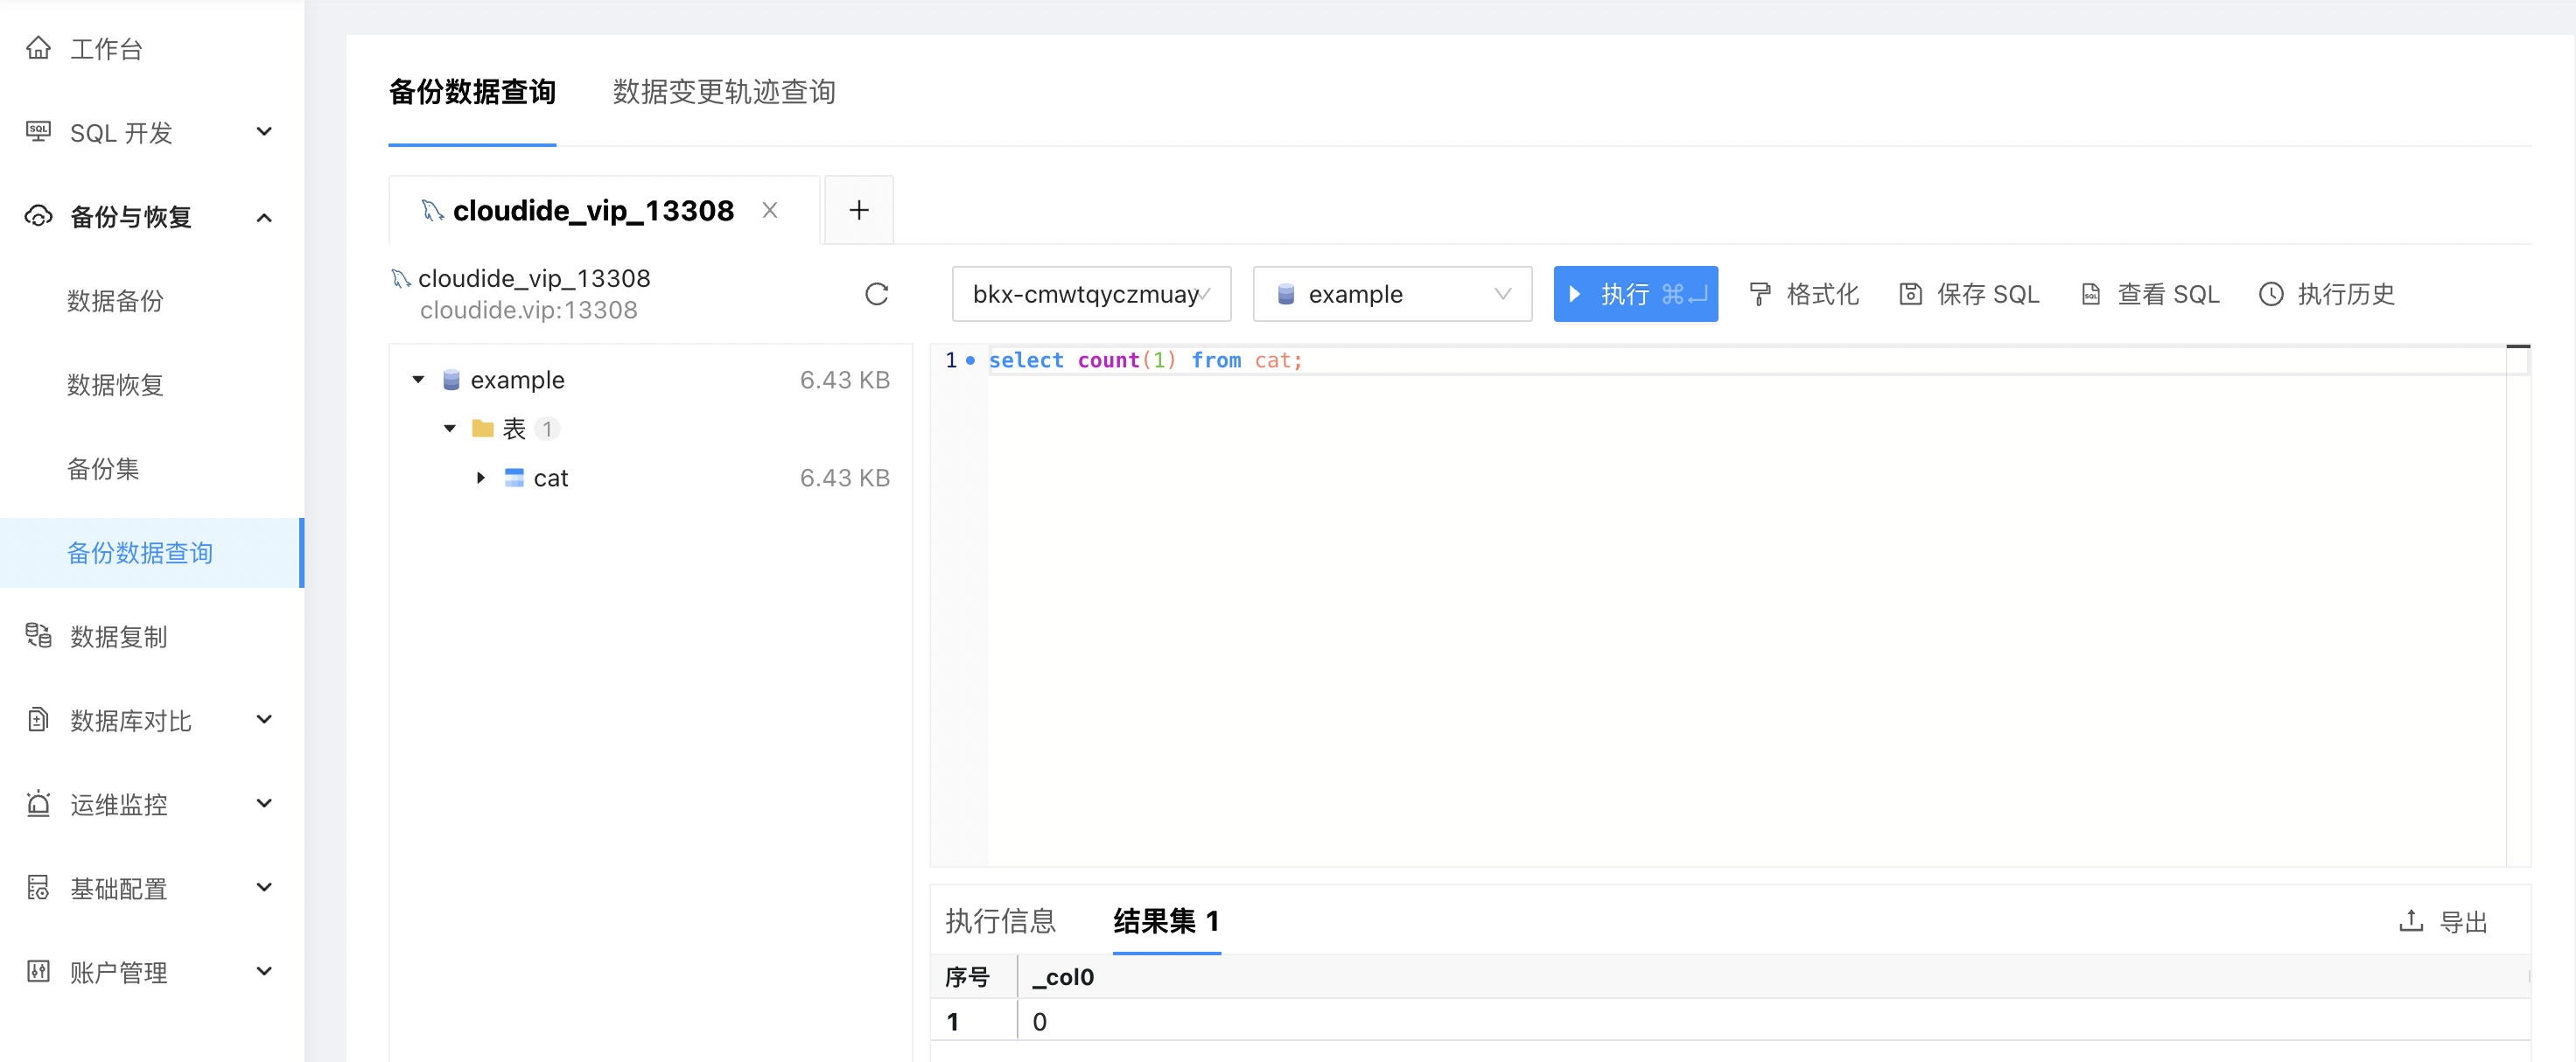 工作台
SQL 开发
备份与恢复
数据备份
数据恢复
备份集
备份数据查询
数据复制
数据库对比
运维监控
基础配置
账户管理
备份数据查询 数据变更轨迹查询
cloudide_vip_13308
cloudide_vip_13308
cloudide.vip:13308
bkx-cmwtqyczmuay example 执行 ⌘↵ 格式化 保存 SQL 查看 SQL 执行历史
example 6.43 KB
表 1
cat 6.43 KB
1 select count(1) from cat;
执行信息 结果集 1 导出
序号 _col0
1 0